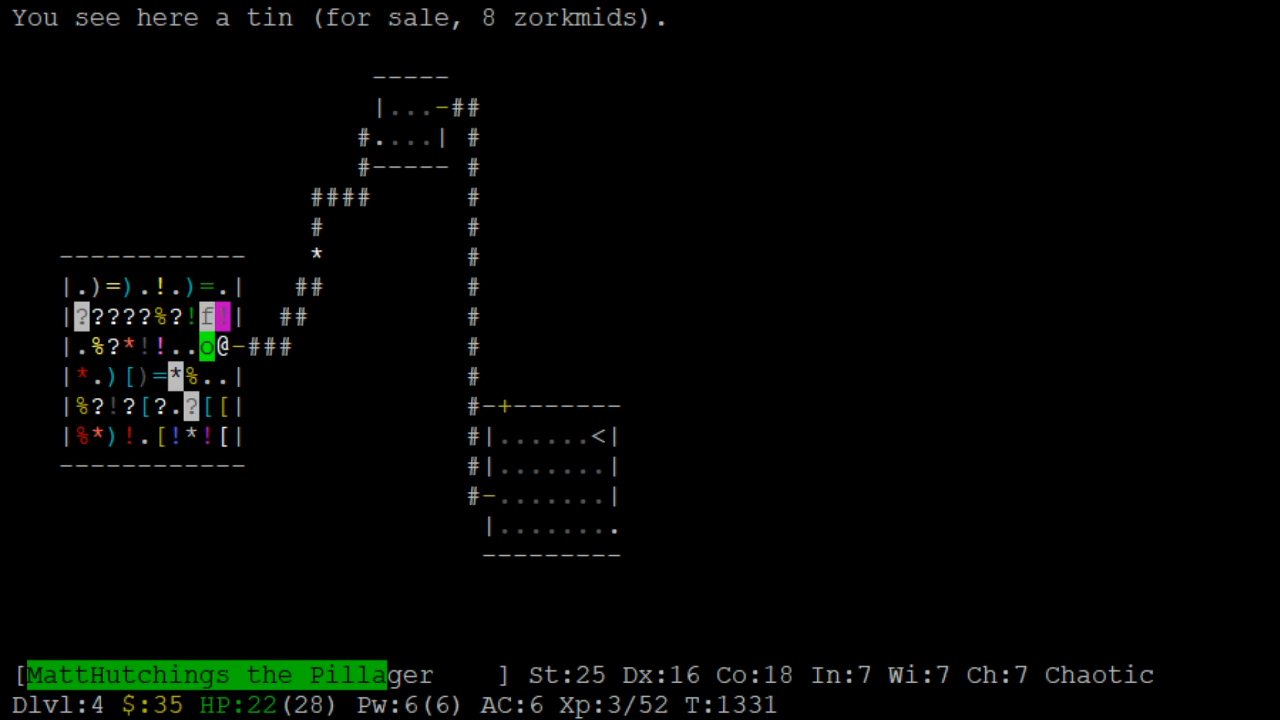 You see here a tin (for sale, 8 zorkmids).
-----
|...-##
#....| #
#----- #
#### #
# #
------------ * #
|.)=).!.)=.| ## #
|?????%?!f!| ## #
|.%?*!!..o@-### #
|*.)[)=*%..| #
|%?!?[?.?[[| #-+-------
|%*)!.[!*![| #|......<|
------------ #|.......|
#-.......|
|........
---------
[MattHutchings the Pillager ] St:25 Dx:16 Co:18 In:7 Wi:7 Ch:7 Chaotic
Dlvl:4 $:35 HP:22(28) Pw:6(6) AC:6 Xp:3/52 T:1331